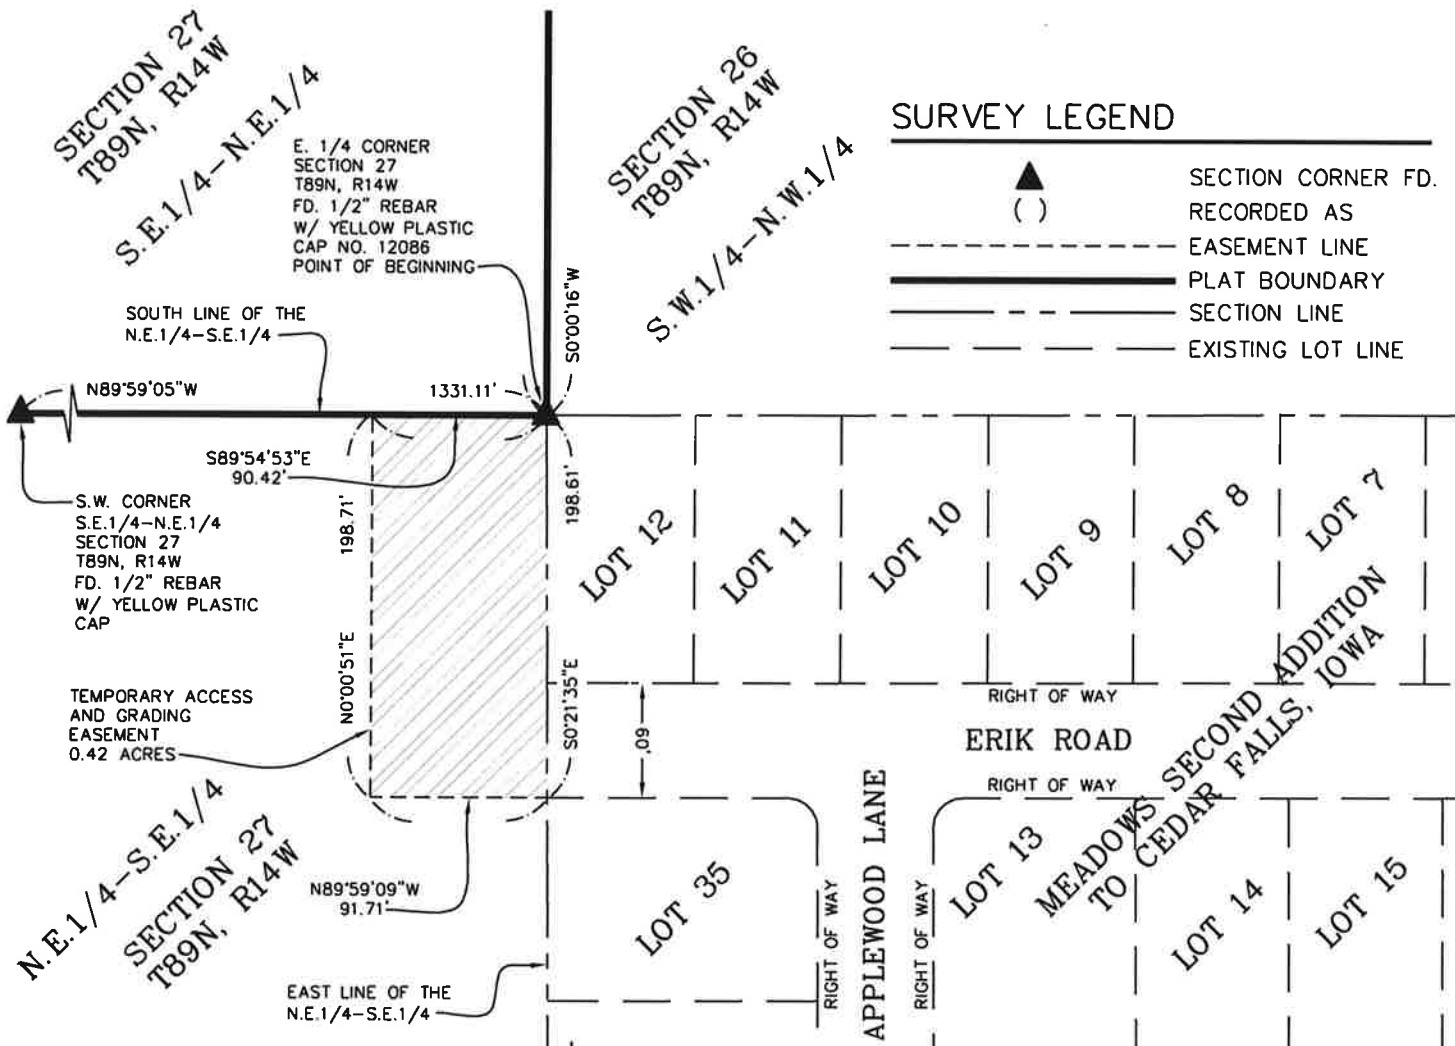 SECTION 27
T89N, R14W
S.E.1/4-N.E.1/4
E. 1/4 CORNER
SECTION 27
T89N, R14W
FD. 1/2" REBAR
W/ YELLOW PLASTIC
CAP NO. 12086
POINT OF BEGINNING
SECTION 26
T89N, R14W
S.W.1/4-N.W.1/4
SURVEY LEGEND
SECTION CORNER FD.
( ) RECORDED AS
EASEMENT LINE
PLAT BOUNDARY
SECTION LINE
EXISTING LOT LINE
SOUTH LINE OF THE
N.E.1/4-S.E.1/4
S0°00'16"W
N89°59'05"W
1331.11'
S89°54'53"E
90.42'
S.W. CORNER
S.E.1/4-N.E.1/4
SECTION 27
T89N, R14W
FD. 1/2" REBAR
W/ YELLOW PLASTIC
CAP
198.71'
N0°00'51"E
198.61'
S0°21'35"E
LOT 12
LOT 11
LOT 10
LOT 9
LOT 8
LOT 7
TEMPORARY ACCESS
AND GRADING
EASEMENT
0.42 ACRES
60'
RIGHT OF WAY
ERIK ROAD
RIGHT OF WAY
MEADOWS SECOND ADDITION
TO CEDAR FALLS, IOWA
N.E.1/4-S.E.1/4
SECTION 27
T89N, R14W
N89°59'09"W
91.71'
EAST LINE OF THE
N.E.1/4-S.E.1/4
LOT 35
RIGHT OF WAY
APPLEWOOD LANE
RIGHT OF WAY
LOT 13
LOT 14
LOT 15